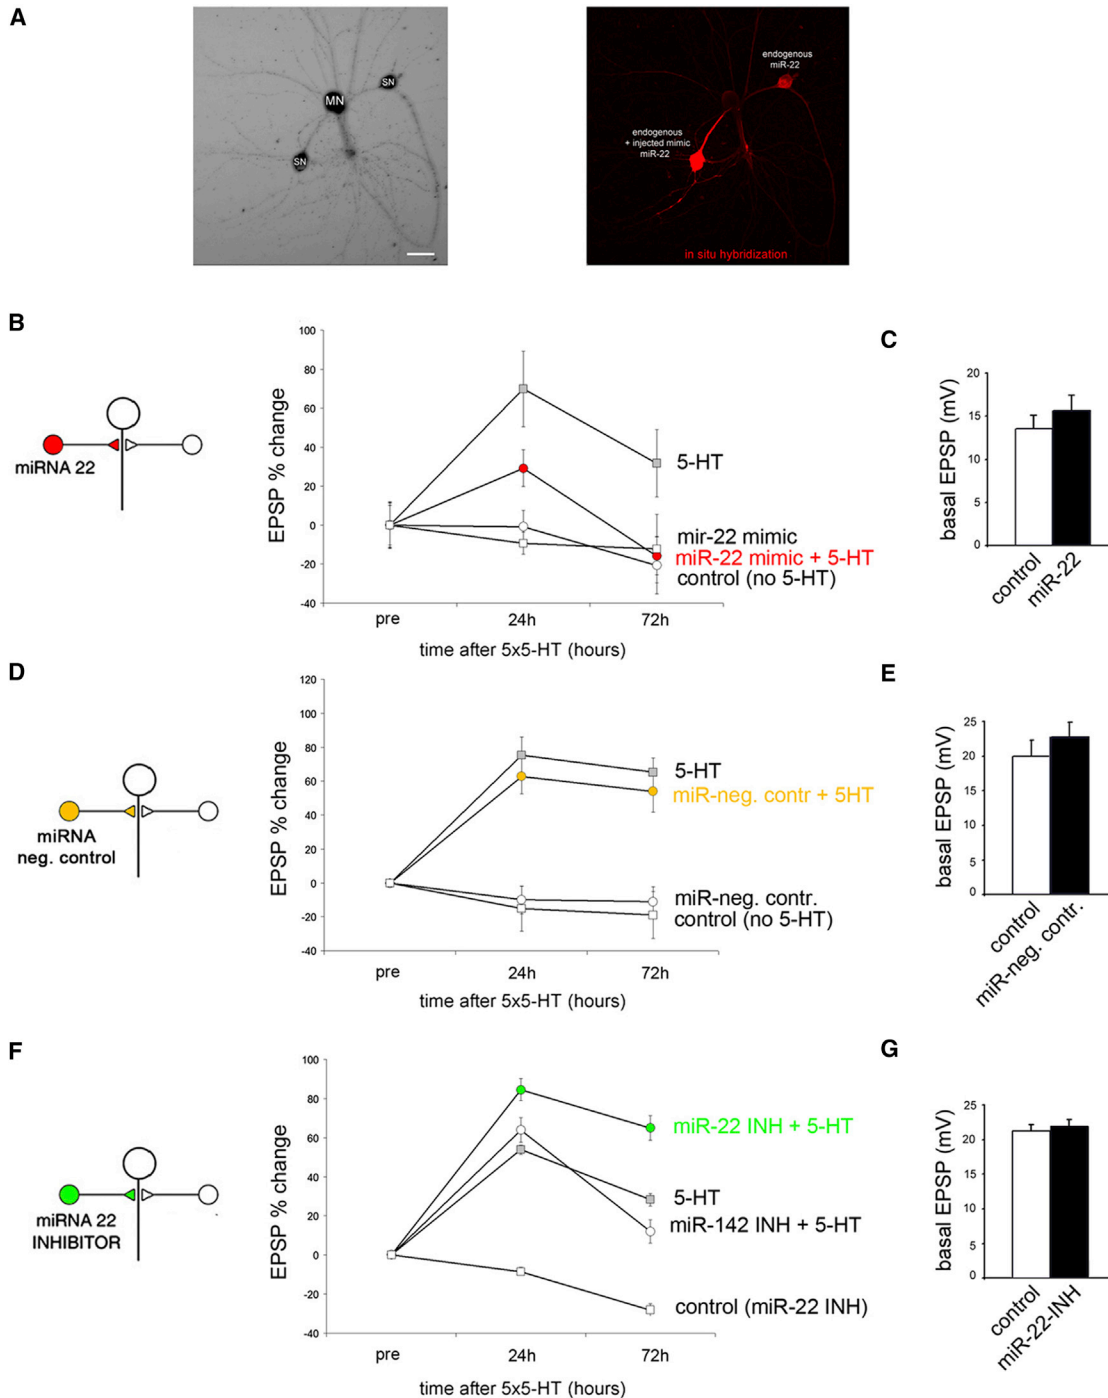 A
MN
SN
SN
endogenous
miR-22
endogenous
+ injected mimic
miR-22
in situ hybridization
B
miRNA 22
EPSP % change
100
80
60
40
20
0
-20
-40
pre
24h
72h
time after 5x5-HT (hours)
5-HT
mir-22 mimic
miR-22 mimic + 5-HT
control (no 5-HT)
C
basal EPSP (mV)
20
15
10
5
0
control
miR-22
D
miRNA
neg. control
EPSP % change
120
100
80
60
40
20
0
-20
-40
pre
24h
72h
time after 5x5-HT (hours)
5-HT
miR-neg. contr + 5HT
miR-neg. contr.
control (no 5-HT)
E
basal EPSP (mV)
25
20
15
10
5
0
control
miR-neg. contr.
F
miRNA 22
INHIBITOR
EPSP % change
100
80
60
40
20
0
-20
-40
pre
24h
72h
time after 5x5-HT (hours)
miR-22 INH + 5-HT
5-HT
miR-142 INH + 5-HT
control (miR-22 INH)
G
basal EPSP (mV)
25
20
15
10
5
0
control
miR-22-INH